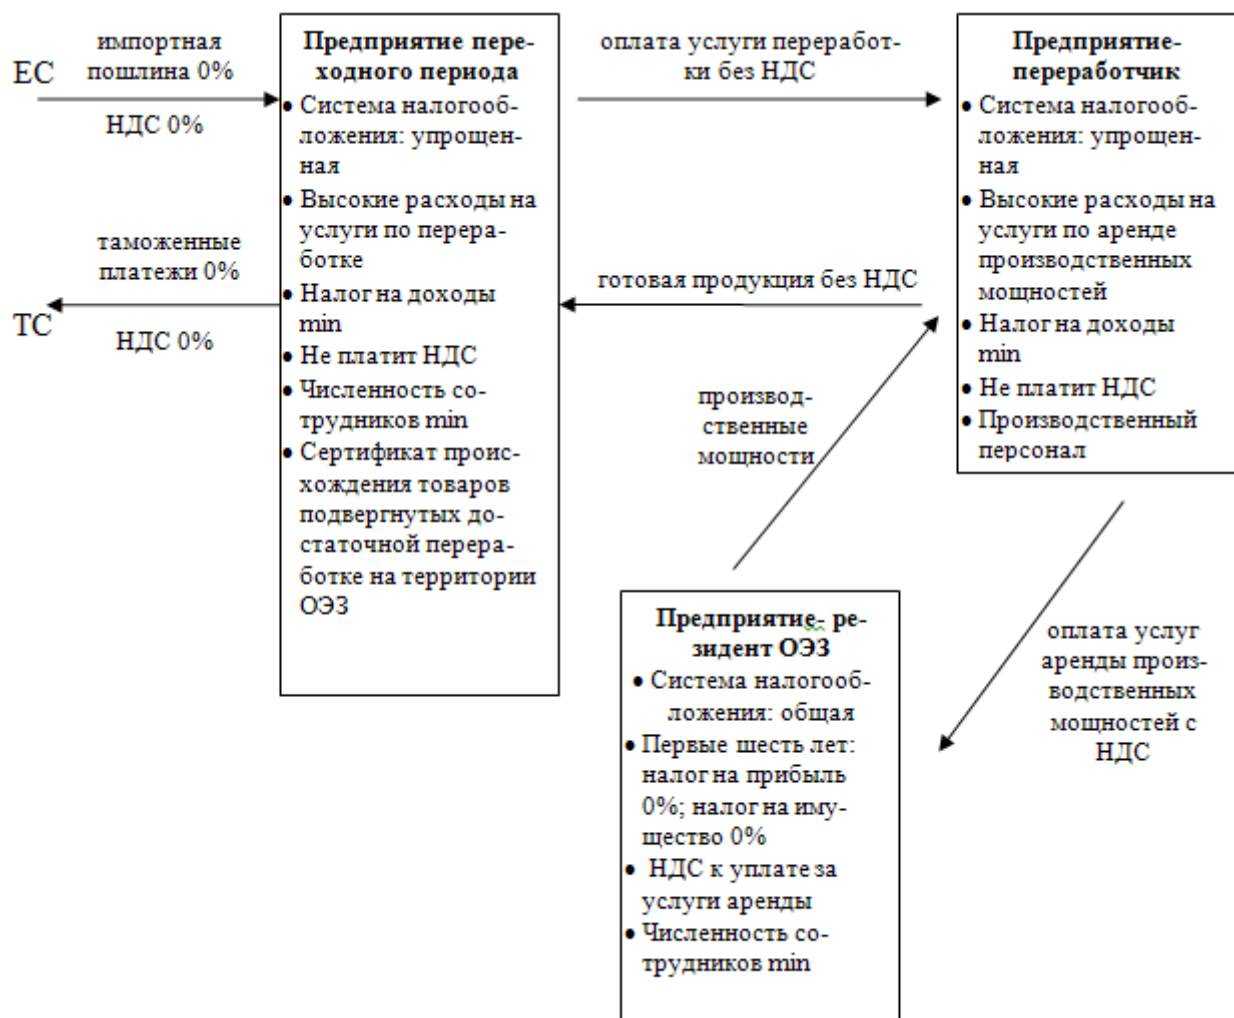 импортная
пошлина 0%
ЕС
НДС 0%
таможенные
платежи 0%
ТС
НДС 0%
Предприятие пере-
ходного периода
● Система налогооб-
ложения: упрощен-
ная
● Высокие расходы на
услуги по перера-
ботке
● Налог на доходы
min
● Не платит НДС
● Численность со-
трудников min
● Сертификат проис-
хождения товаров
подвергнутых до-
статочной перера-
ботке на территории
ОЭЗ
оплата услуги переработ-
ки без НДС
готовая продукция без НДС
производ-
ственные
мощности
Предприятие-
переработчик
● Система налогооб-
ложения: упрощен-
ная
● Высокие расходы на
услуги по аренде
производственных
мощностей
● Налог на доходы
min
● Не платит НДС
● Производственный
персонал
Предприятие- ре-
зидент ОЭЗ
● Система налогооб-
ложения: общая
● Первые шесть лет:
налог на прибыль
0%; налог на иму-
щество 0%
● НДС к уплате за
услуги аренды
● Численность со-
трудников min
оплата услуг
аренды произ-
водственных
мощностей с
НДС